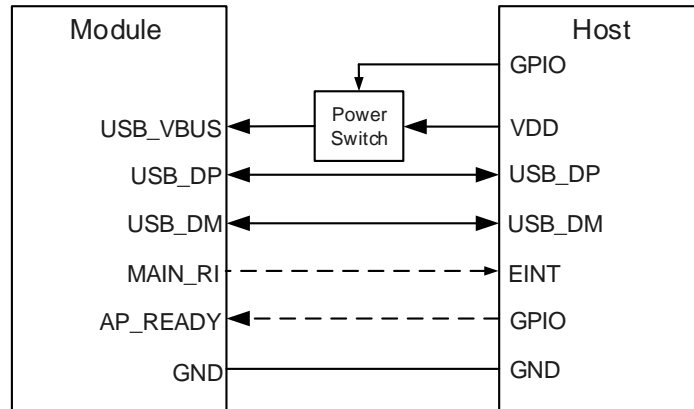 Module
Host
GPIO
Power
Switch
USB_VBUS
VDD
USB_DP
USB_DP
USB_DM
USB_DM
MAIN_RI
EINT
AP_READY
GPIO
GND
GND